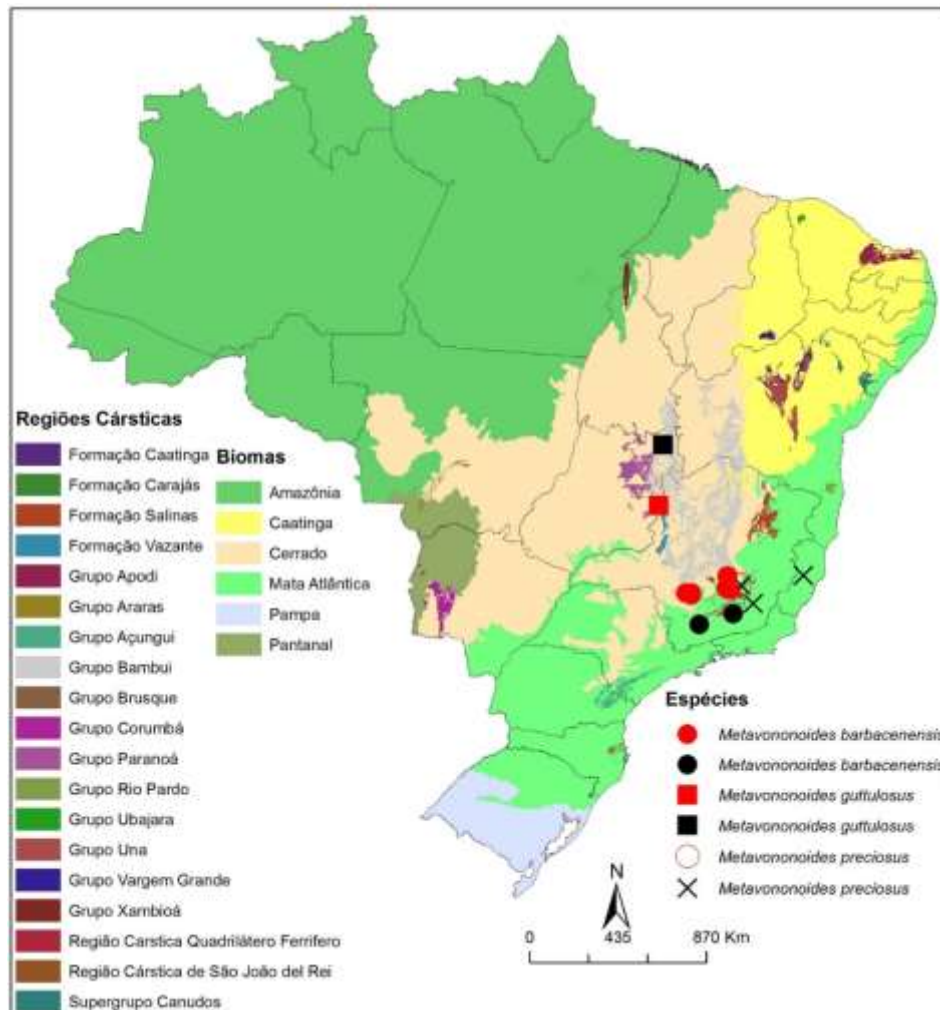 Regiões Cársticas
Formação Caatinga
Formação Carajás
Formação Salinas
Formação Vazante
Grupo Apodi
Grupo Araras
Grupo Açungui
Grupo Bambui
Grupo Brusque
Grupo Corumbá
Grupo Paranoá
Grupo Rio Pardo
Grupo Ubajara
Grupo Una
Grupo Vargem Grande
Grupo Xambioá
Região Carstica Quadrilátero Ferrifero
Região Cárstica de São João del Rei
Supergrupo Canudos
Biomas
Amazônia
Caatinga
Cerrado
Mata Atlântica
Pampa
Pantanal
Espécies
Metavononoides barbacenensis
Metavononoides barbacenensis
Metavononoides guttulosus
Metavononoides guttulosus
Metavononoides preciosus
Metavononoides preciosus
N
0 435 870 Km